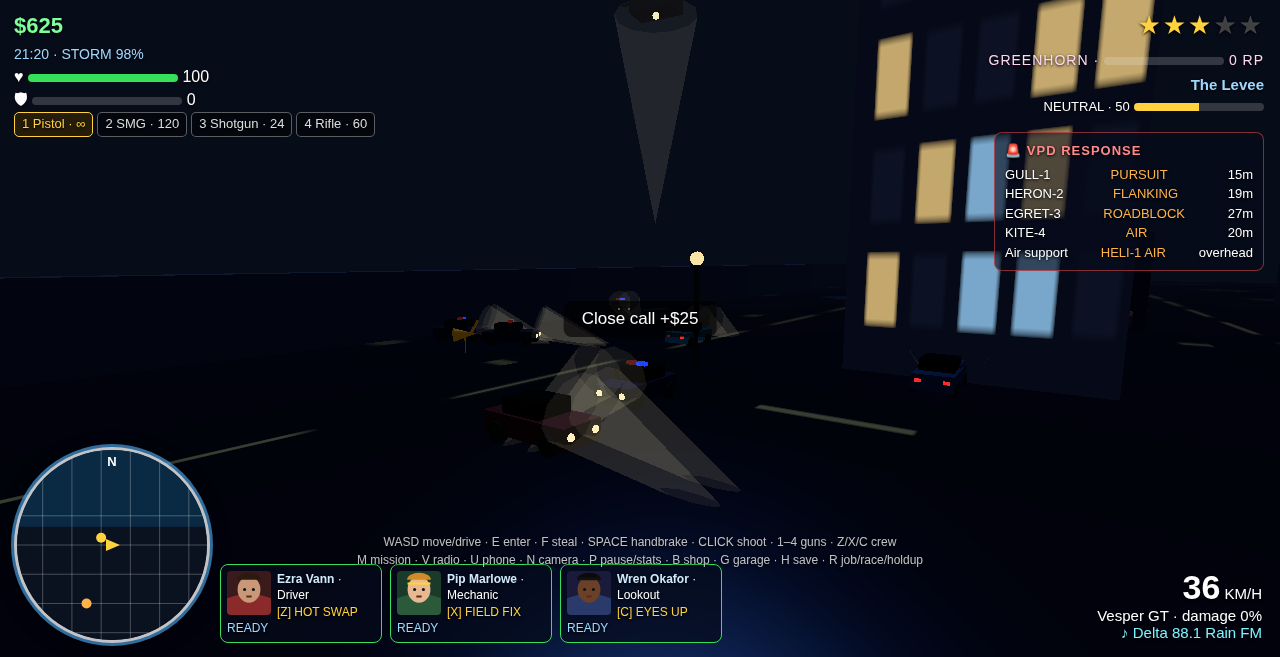 $625
21:20 · STORM 98%
100
0
1 Pistol · ∞
2 SMG · 120
3 Shotgun · 24
4 Rifle · 60
GREENHORN · 0 RP
The Levee
NEUTRAL · 50
VPD RESPONSE
GULL-1 PURSUIT 15m
HERON-2 FLANKING 19m
EGRET-3 ROADBLOCK 27m
KITE-4 AIR 20m
Air support HELI-1 AIR overhead
Close call +$25
N
WASD move/drive · E enter · F steal · SPACE handbrake · CLICK shoot · 1–4 guns · Z/X/C crew
M mission · V radio · U phone · N camera · P pause/stats · B shop · G garage · H save · R job/race/holdup
Ezra Vann ·
Driver
[Z] HOT SWAP
READY
Pip Marlowe ·
Mechanic
[X] FIELD FIX
READY
Wren Okafor ·
Lookout
[C] EYES UP
READY
36 KM/H
Vesper GT · damage 0%
♪ Delta 88.1 Rain FM